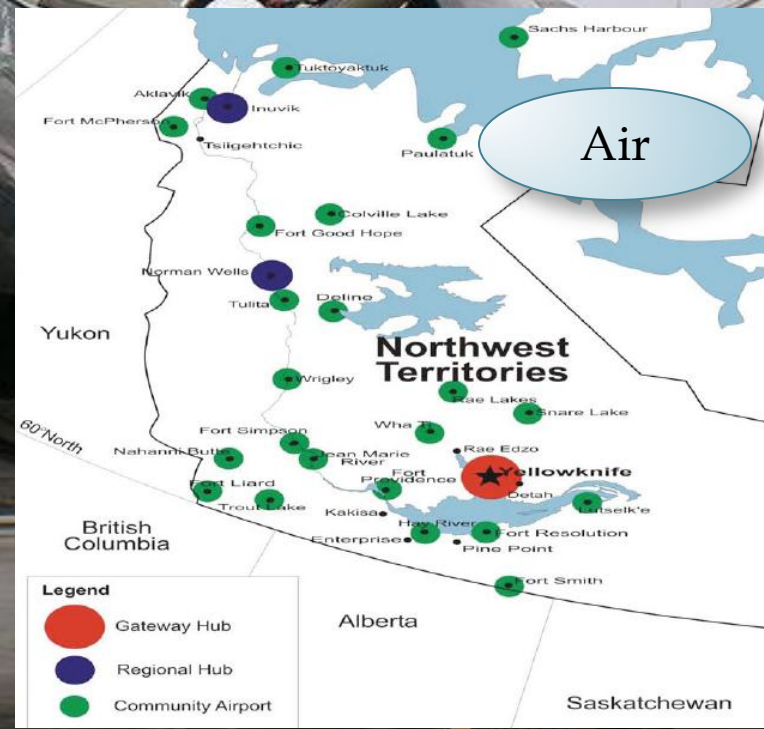 Sachs Harbour
Tuktoyaktuk
Aklavik
Inuvik
Air
Fort McPherson
Tsiigehtchic
Paulatuk
Colville Lake
Fort Good Hope
Norman Wells
Tulita
Deline
Yukon
Northwest
Territories
Wrigley
Rae Lakes
Snare Lake
60°North
Fort Simpson
Wha Ti
Nahanni Butte
Jean Marie
River
Rae Edzo
Fort
Providence
Yellowknife
Fort Liard
Detah
Trout Lake
Kakisa
Lutselk'e
British
Columbia
Hay River
Fort Resolution
Enterprise
Pine Point
Fort Smith
Legend
Gateway Hub
Regional Hub
Community Airport
Alberta
Saskatchewan